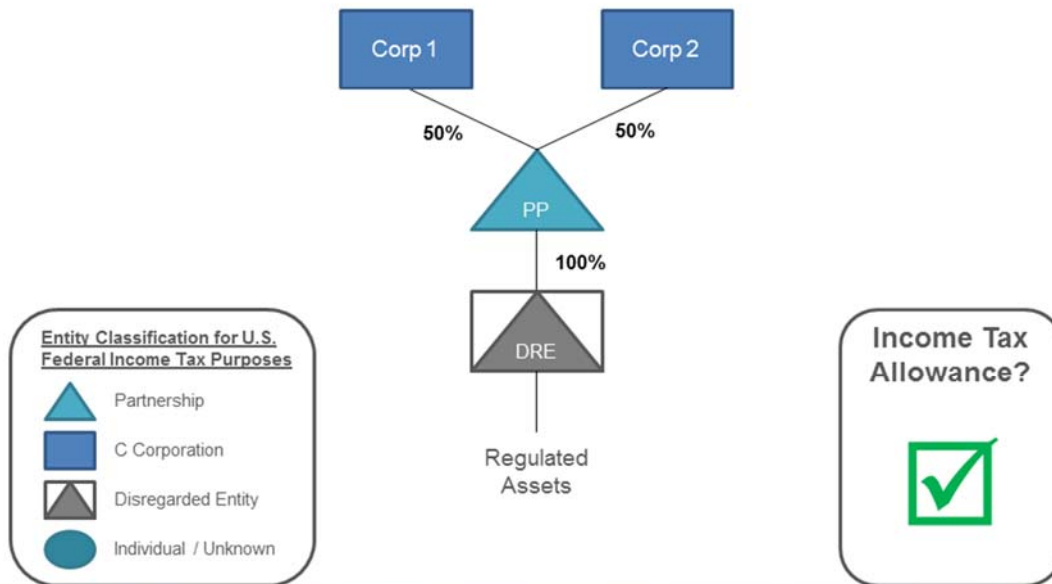 Corp 1
Corp 2
50%
50%
PP
100%
DRE
Regulated
Assets
Entity Classification for U.S.
Federal Income Tax Purposes
Partnership
C Corporation
Disregarded Entity
Individual / Unknown
Income Tax
Allowance?